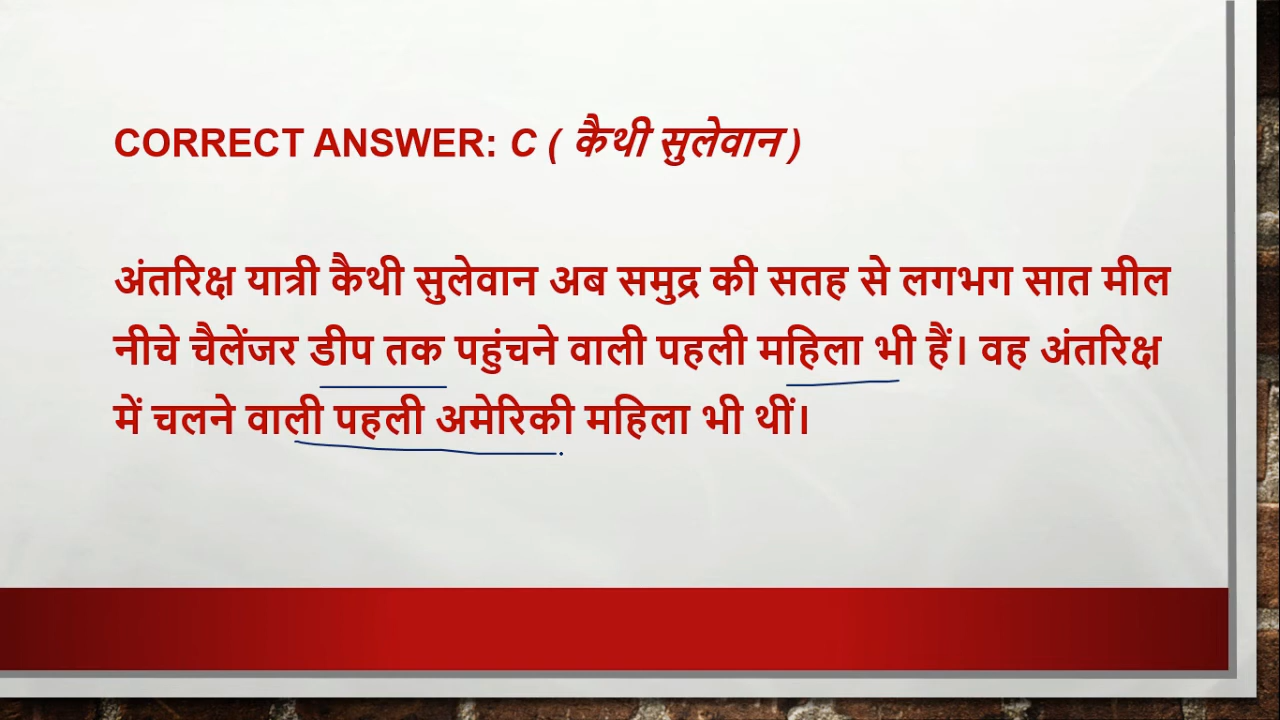 CORRECT ANSWER: C ( कैथी सुलेवान )
अंतरिक्ष यात्री कैथी सुलेवान अब समुद्र की सतह से लगभग सात मील
नीचे चैलेंजर डीप तक पहुंचने वाली पहली महिला भी हैं। वह अंतरिक्ष
में चलने वाली पहली अमेरिकी महिला भी थीं।